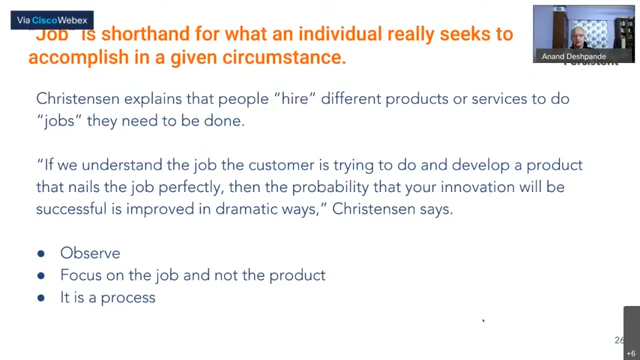 Via Cisco Webex
"Job" is shorthand for what an individual really seeks to
accomplish in a given circumstance.
Anand Deshpande
Persistent
Christensen explains that people “hire” different products or services to do
“jobs” they need to be done.
“If we understand the job the customer is trying to do and develop a product
that nails the job perfectly, then the probability that your innovation will be
successful is improved in dramatic ways,” Christensen says.
● Observe
● Focus on the job and not the product
● It is a process
26
+6